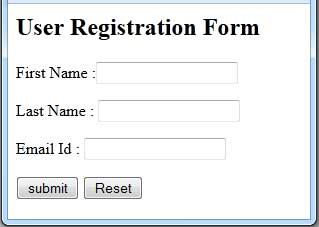 User Registration Form
First Name :
Last Name :
Email Id :
submit Reset